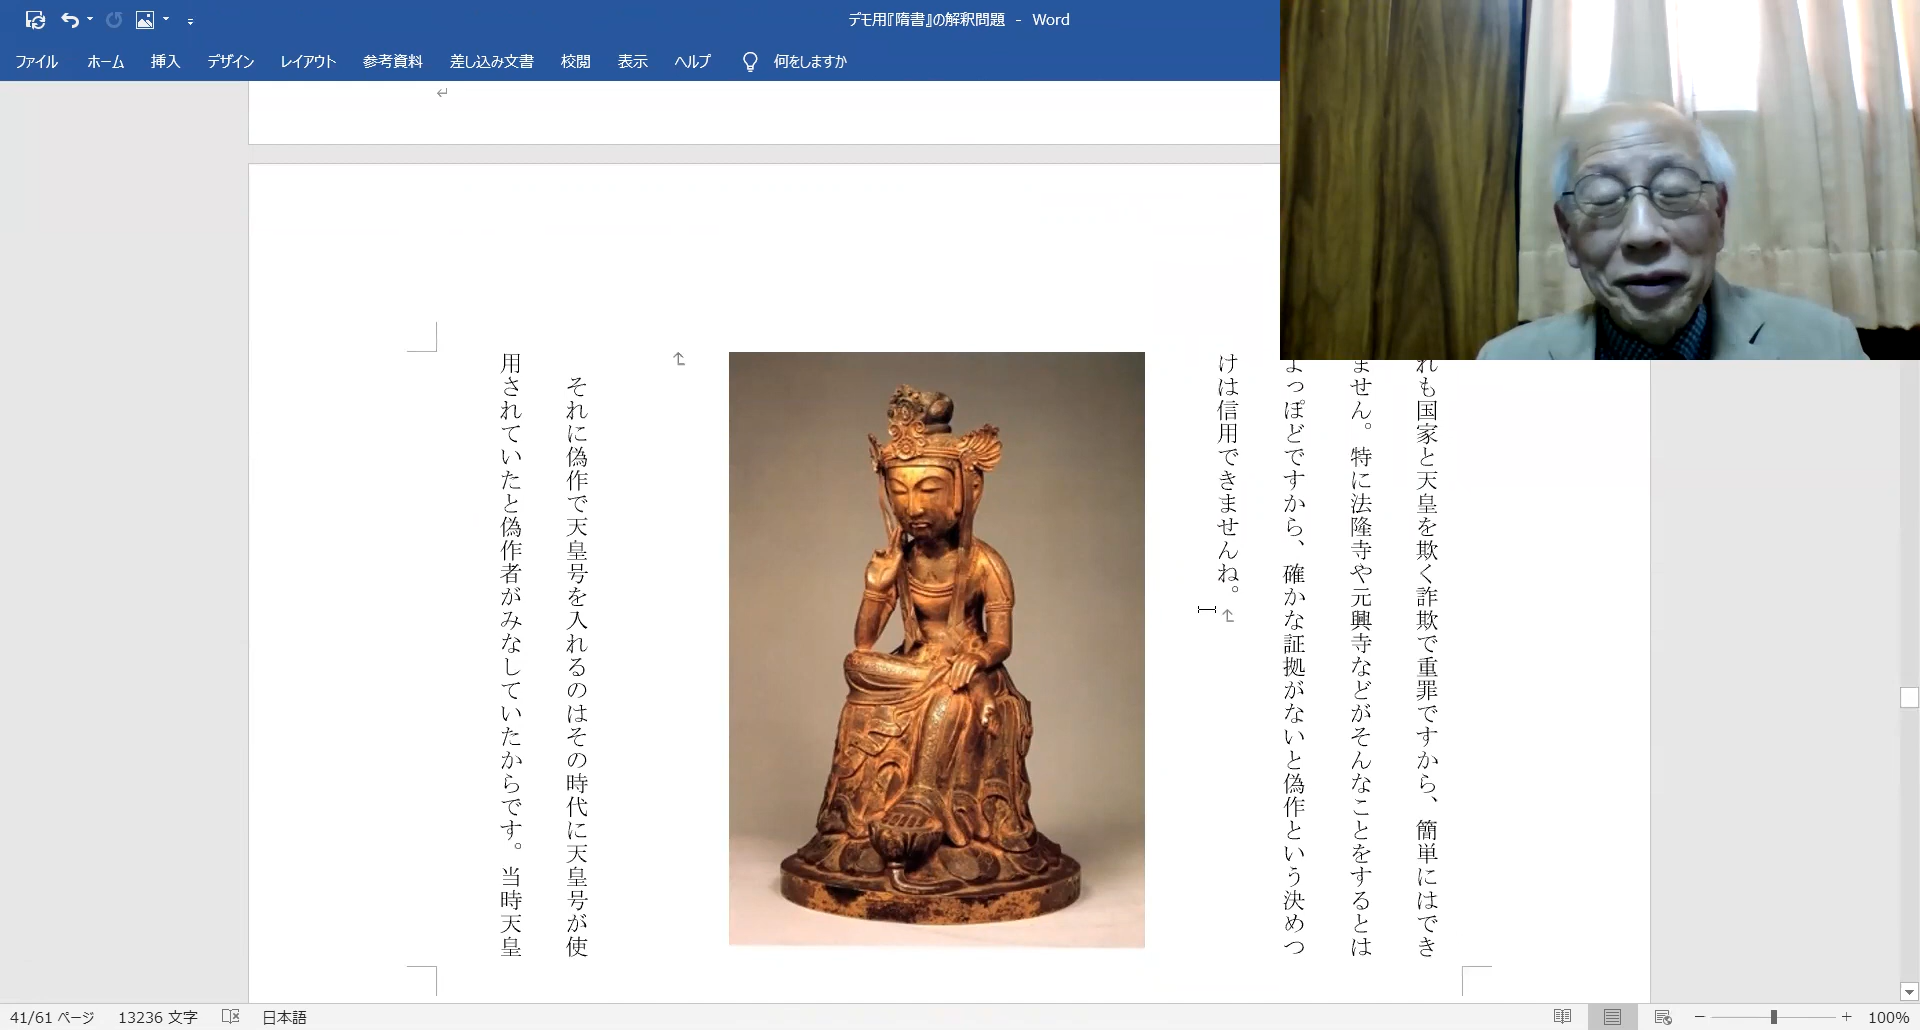 デモ用『隋書』の解釈問題 - Word
ファイル ホーム 挿入 デザイン レイアウト 参考資料 差し込み文書 校閲 表示 ヘルプ 何をしますか
れも国家と天皇を欺く詐欺で重罪ですから、簡単にはでき
ません。特に法隆寺や元興寺などがそんなことをするとは
よっぽどですから、確かな証拠がないと偽作という決めつ
けは信用できませんね。
それに偽作で天皇号を入れるのはその時代に天皇号が使
用されていたと偽作者がみなしていたからです。当時天皇
41/61 ページ 13236 文字 日本語 100%